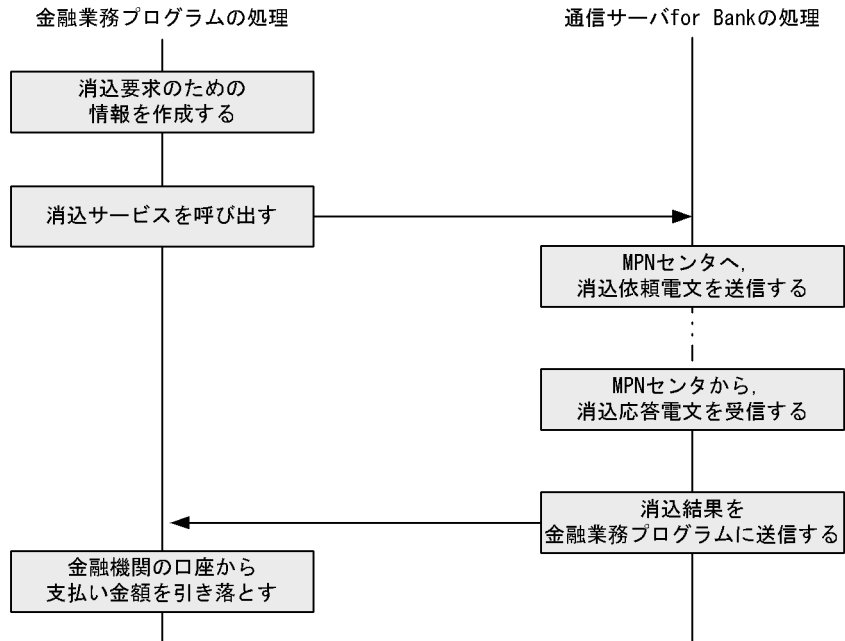 金融業務プログラムの処理
通信サーバfor Bankの処理
消込要求のための
情報を作成する
消込サービスを呼び出す
MPNセンタへ，
消込依頼電文を送信する
MPNセンタから，
消込応答電文を受信する
消込結果を
金融業務プログラムに送信する
金融機関の口座から
支払い金額を引き落とす